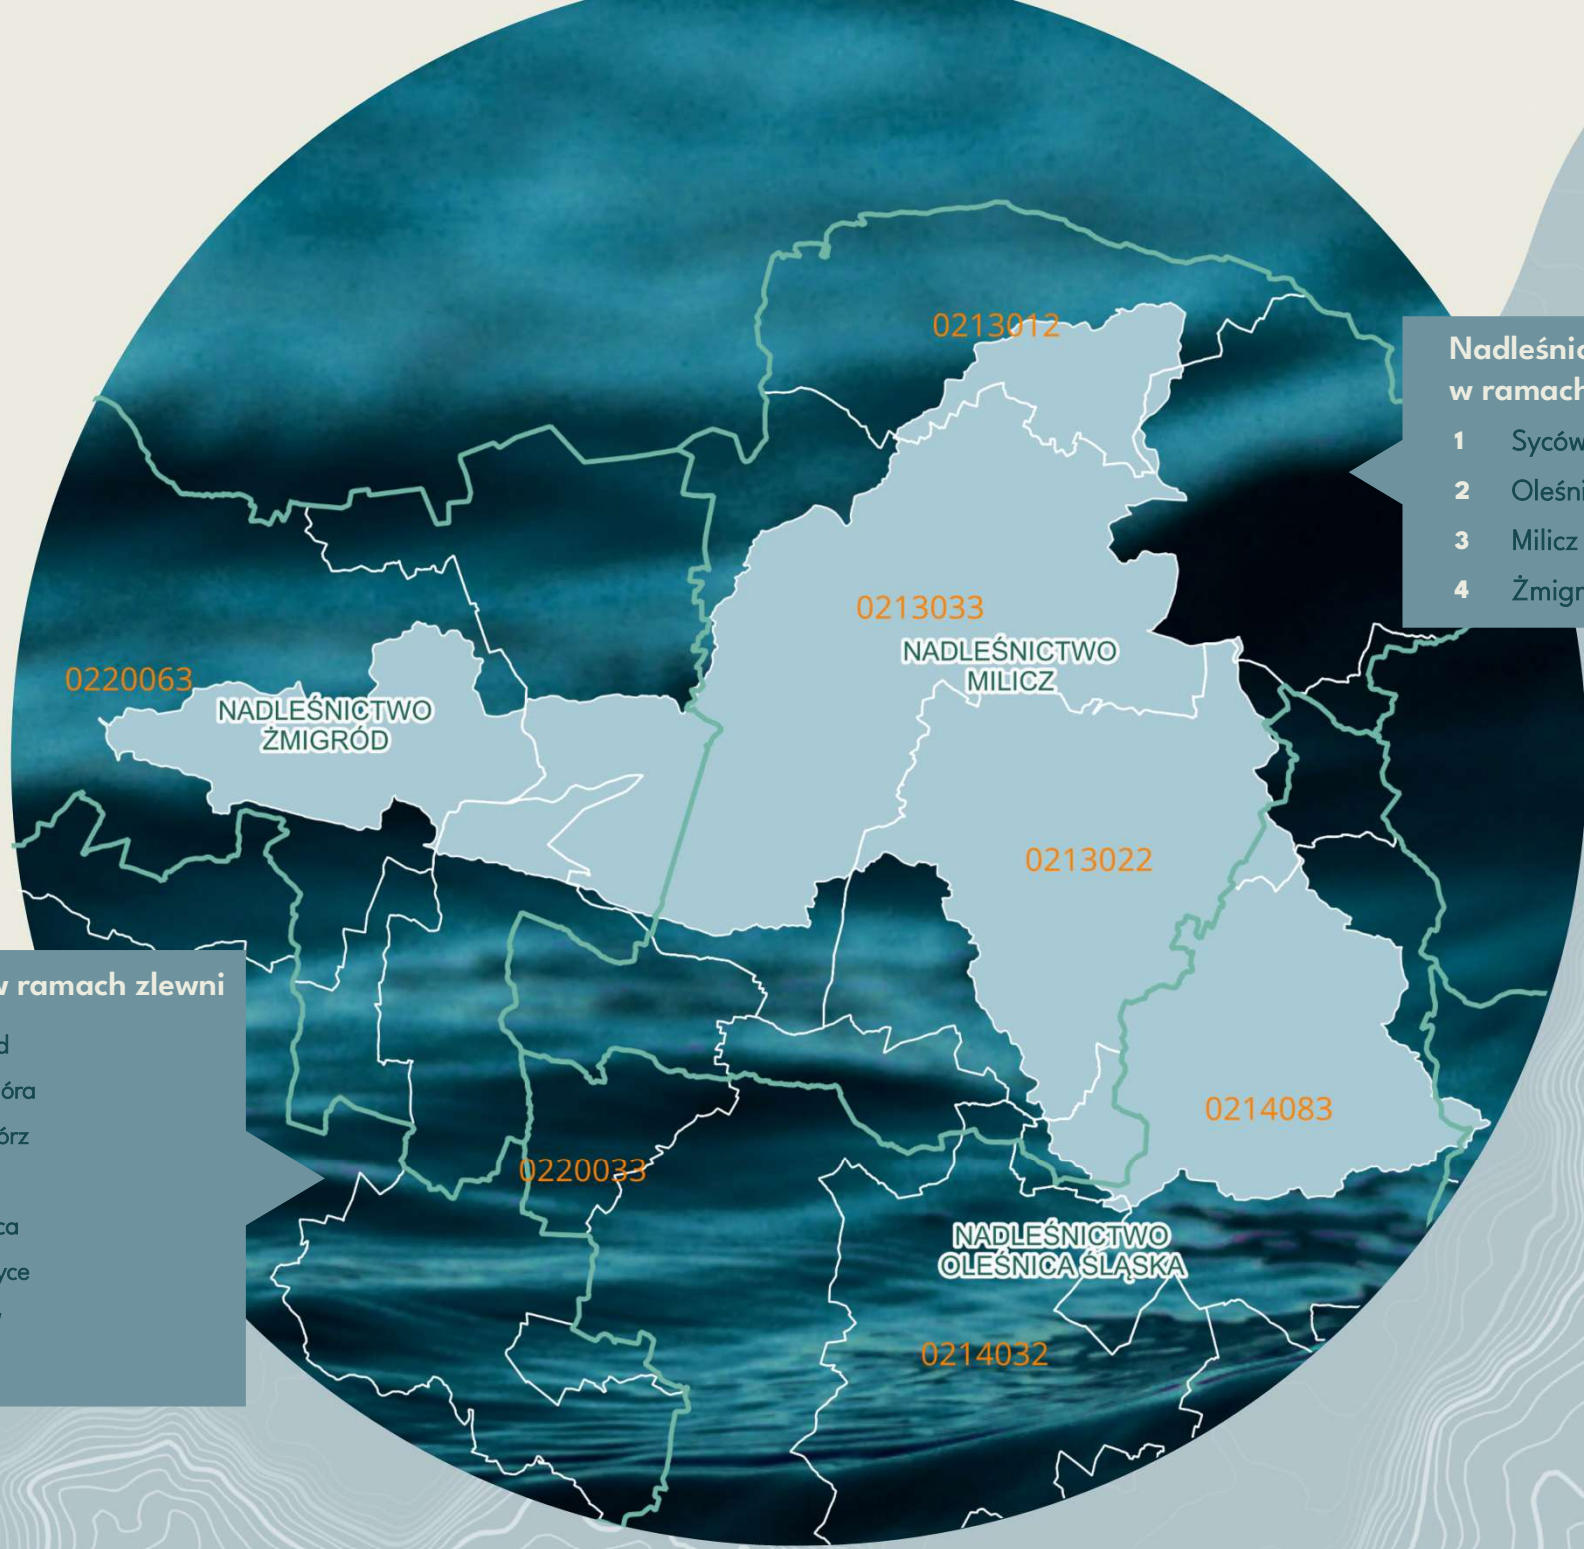 0213012
Nadleśnic
w ramach
1 Syców
2 Oleśni
3 Milicz
4 Żmigr
0213033
NADLEŚNICTWO
MILICZ
0220063
NADLEŚNICTWO
ŻMIGRÓD
0213022
w ramach zlewni
d
óra
órz
ca
yce
0214083
0220033
NADLEŚNICTWO
OLEŚNICA ŚLĄSKA
0214032